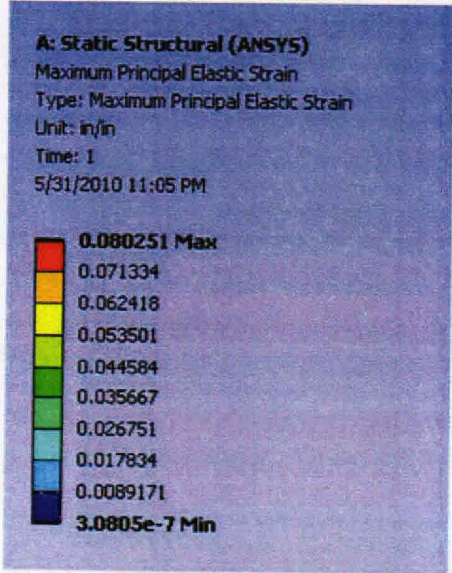 A: Static Structural (ANSYS)
Maximum Principal Elastic Strain
Type: Maximum Principal Elastic Strain
Unit: in/in
Time: 1
5/31/2010 11:05 PM
0.080251 Max
0.071334
0.062418
0.053501
0.044584
0.035667
0.026751
0.017834
0.0089171
3.0805e-7 Min